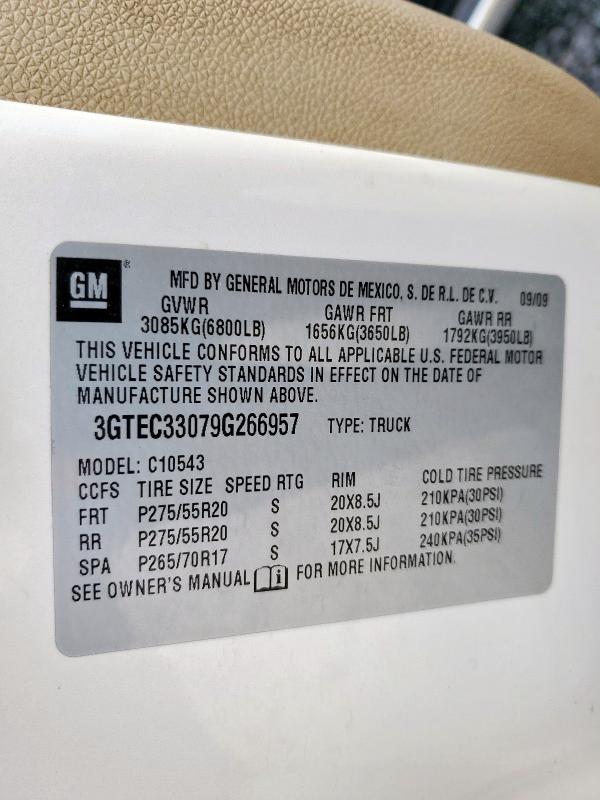 GM ®
MFD BY GENERAL MOTORS DE MEXICO, S. DE R.L. DE C.V. 09/09
GVWR GAWR FRT GAWR RR
3085KG(6800LB) 1656KG(3650LB) 1792KG(3950LB)
THIS VEHICLE CONFORMS TO ALL APPLICABLE U.S. FEDERAL MOTOR
VEHICLE SAFETY STANDARDS IN EFFECT ON THE DATE OF
MANUFACTURE SHOWN ABOVE.
3GTEC33079G266957 TYPE: TRUCK
MODEL: C10543
CCFS TIRE SIZE SPEED RTG RIM COLD TIRE PRESSURE
FRT P275/55R20 S 20X8.5J 210KPA(30PSI)
RR P275/55R20 S 20X8.5J 210KPA(30PSI)
SPA P265/70R17 S 17X7.5J 240KPA(35PSI)
SEE OWNER'S MANUAL i FOR MORE INFORMATION.